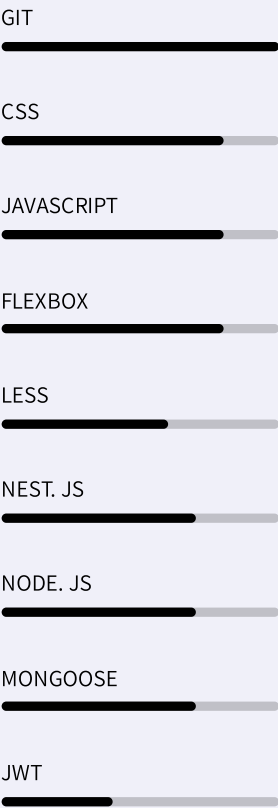 GIT
CSS
JAVASCRIPT
FLEXBOX
LESS
NEST. JS
NODE. JS
MONGOOSE
JWT